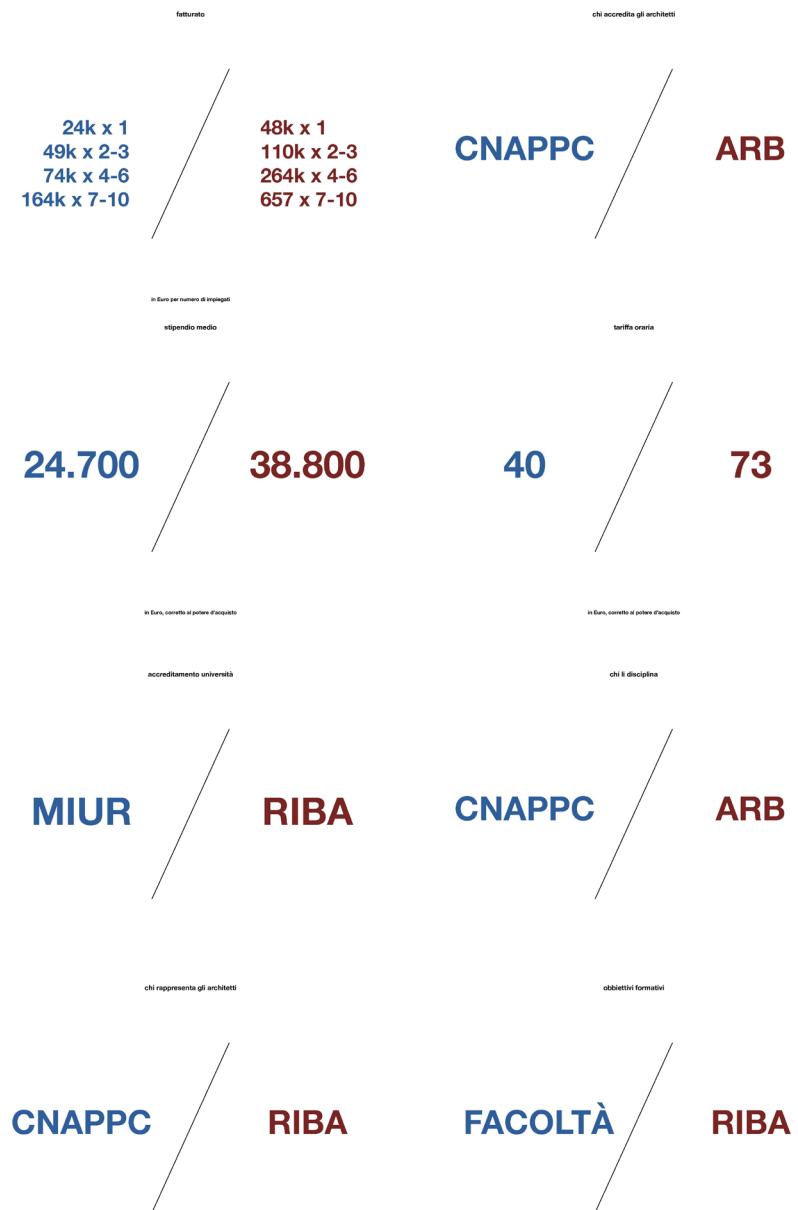 fatturato
24k x 1
49k x 2-3
74k x 4-6
164k x 7-10
48k x 1
110k x 2-3
264k x 4-6
657 x 7-10
in Euro per numero di impiegati
chi accredita gli architetti
CNAPPC
ARB
stipendio medio
24.700
38.800
in Euro, corretto al potere d'acquisto
tariffa oraria
40
73
in Euro, corretto al potere d'acquisto
accreditamento università
MIUR
RIBA
chi li disciplina
CNAPPC
ARB
chi rappresenta gli architetti
CNAPPC
RIBA
obbiettivi formativi
FACOLTÀ
RIBA